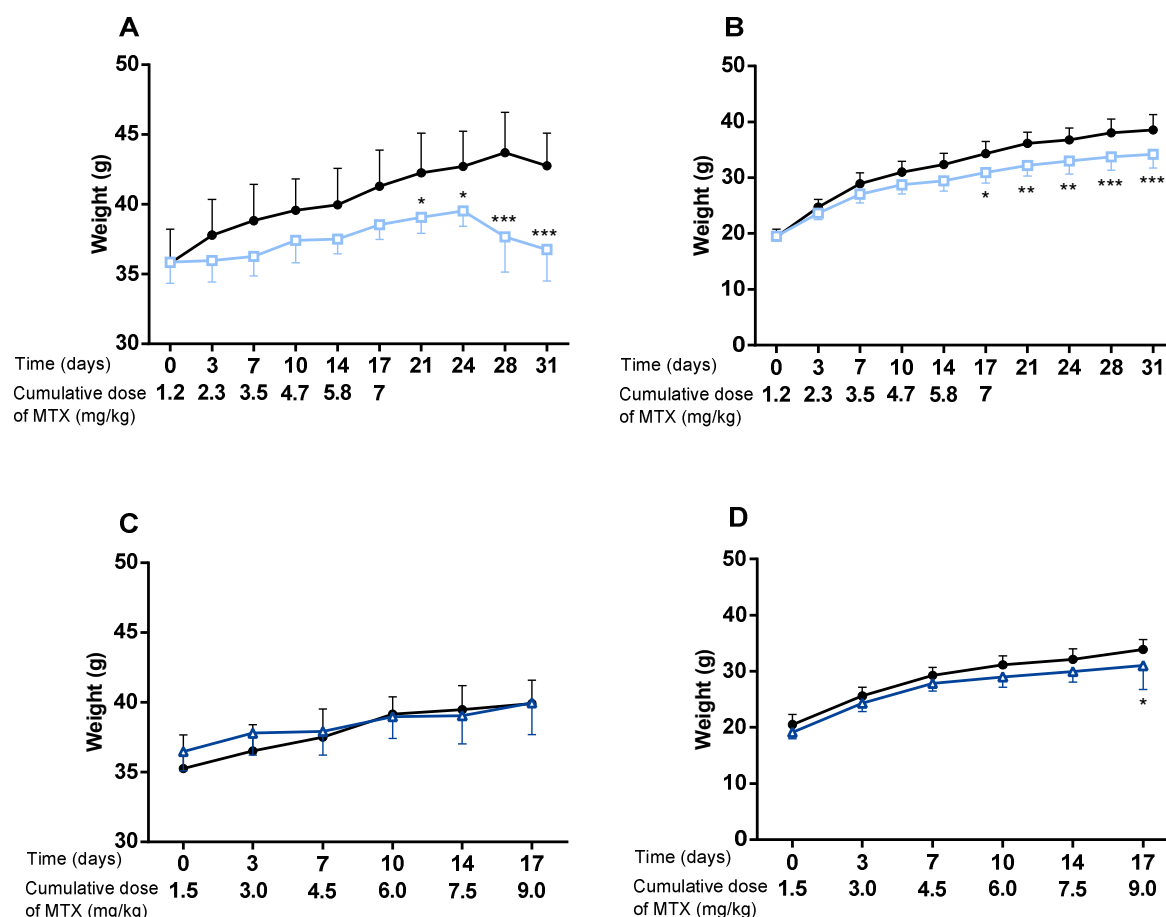 A
50
45
40
35
30
Weight (g)
* * *** ***
0 3 7 10 14 17 21 24 28 31
Time (days)
Cumulative dose 1.2 2.3 3.5 4.7 5.8 7
of MTX (mg/kg)
B
50
40
30
20
10
0
Weight (g)
* ** ** *** ***
Time (days) 0 3 7 10 14 17 21 24 28 31
Cumulative dose 1.2 2.3 3.5 4.7 5.8 7
of MTX (mg/kg)
C
50
45
40
35
30
Weight (g)
Time (days) 0 3 7 10 14 17
Cumulative dose 1.5 3.0 4.5 6.0 7.5 9.0
of MTX (mg/kg)
D
50
40
30
20
10
0
Weight (g)
*
Time (days) 0 3 7 10 14 17
Cumulative dose 1.5 3.0 4.5 6.0 7.5 9.0
of MTX (mg/kg)